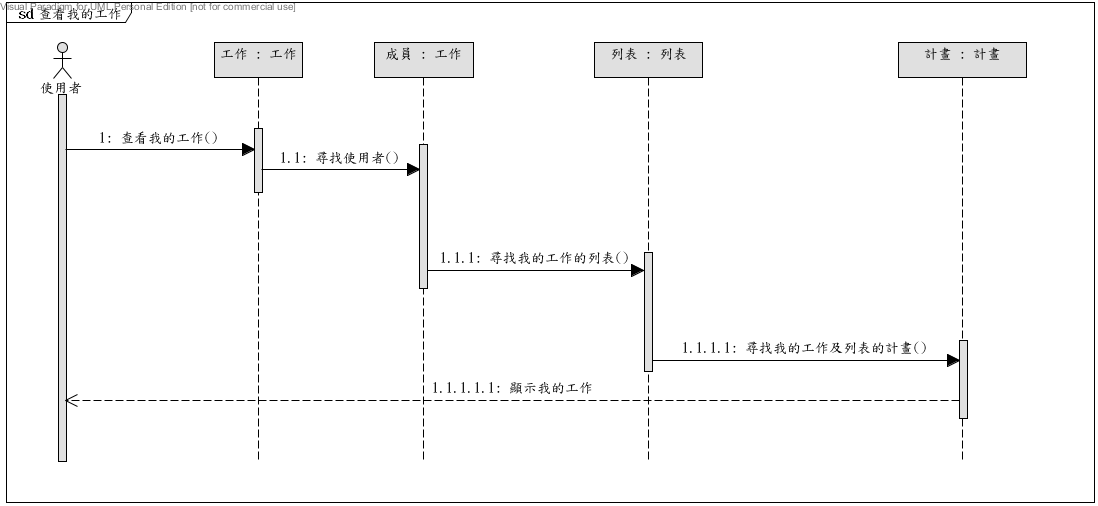 Visual Paradigm for UML Personal Edition [not for commercial use]
sd 查看我的工作
工作 : 工作
成員 : 工作
列表 : 列表
計畫 : 計畫
使用者
1: 查看我的工作()
1.1: 尋找使用者()
1.1.1: 尋找我的工作的列表()
1.1.1.1: 尋找我的工作及列表的計畫()
1.1.1.1.1: 顯示我的工作